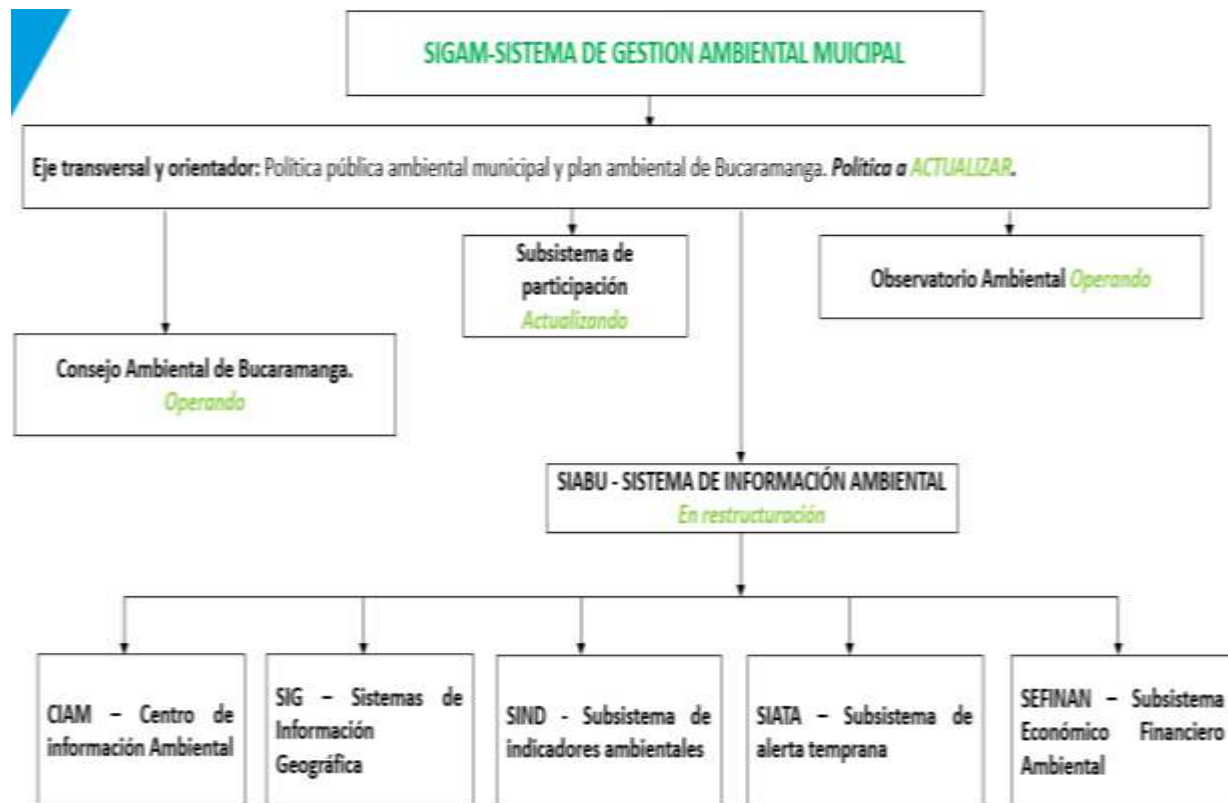 SIGAM-SISTEMA DE GESTION AMBIENTAL MUICIPAL
Eje transversal y orientador: Política pública ambiental municipal y plan ambiental de Bucaramanga. Política a ACTUALIZAR.
Subsistema de
participación
Actualizando
Observatorio Ambiental Operando
Consejo Ambiental de Bucaramanga.
Operando
SIABU - SISTEMA DE INFORMACIÓN AMBIENTAL
En restructuración
CIAM – Centro de
información Ambiental
SIG – Sistemas de
Información
Geográfica
SIND - Subsistema de
indicadores ambientales
SIATA – Subsistema de
alerta temprana
SEFINAN – Subsistema
Económico Financiero
Ambiental